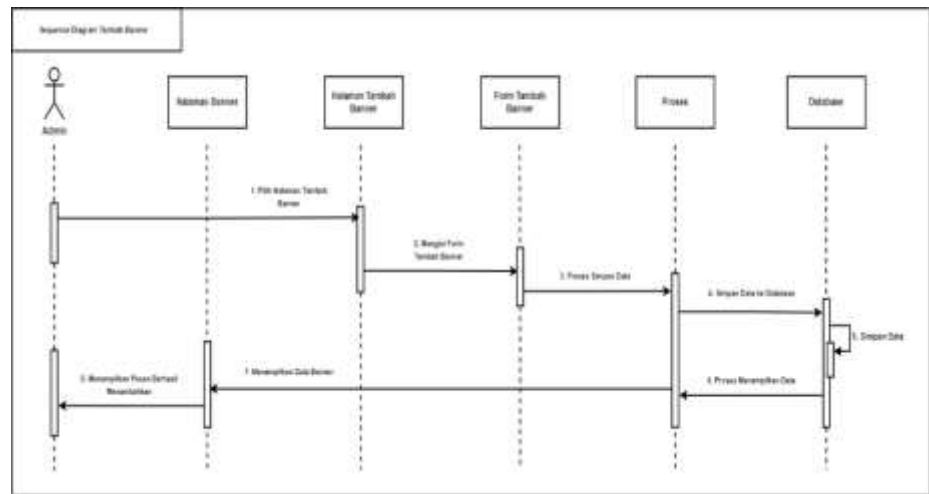 Sequence Diagram Tambah Banner
Admin
Halaman Banner
Halaman Tambah
Banner
Form Tambah
Banner
Proses
Database
1. Pilih Halaman Tambah
Banner
2. Mengisi Form
Tambah Banner
3. Proses Simpan Data
4. Simpan Data ke Database
5. Simpan Data
6. Proses Menampilkan Data
7. Menampilkan Data Banner
Menampilkan Pesan Berhasil
Menambahkan